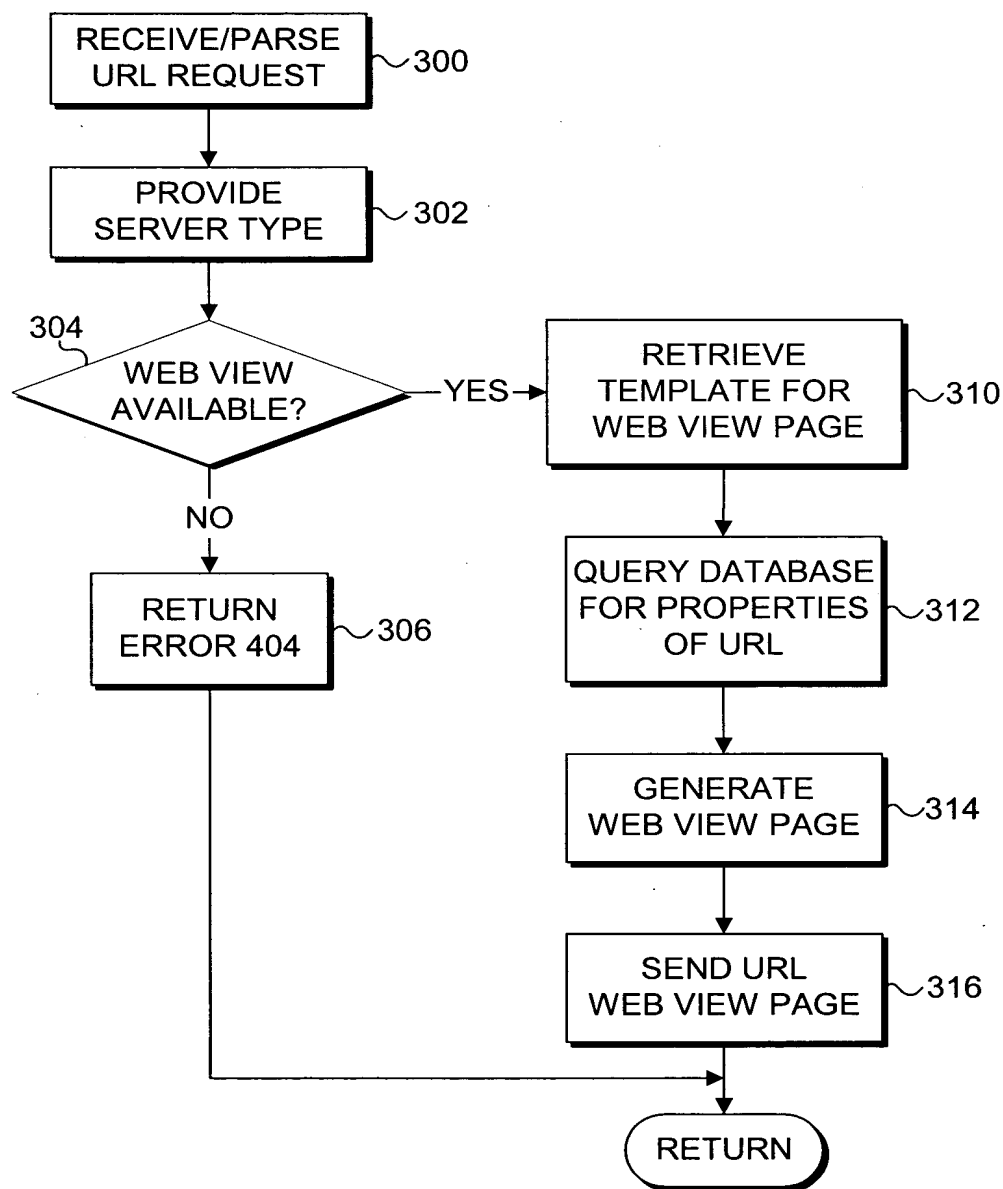 RECEIVE/PARSE
URL REQUEST
300
PROVIDE
SERVER TYPE
302
304
WEB VIEW
AVAILABLE?
YES
NO
RETURN
ERROR 404
306
RETRIEVE
TEMPLATE FOR
WEB VIEW PAGE
310
QUERY DATABASE
FOR PROPERTIES
OF URL
312
GENERATE
WEB VIEW PAGE
314
SEND URL
WEB VIEW PAGE
316
RETURN